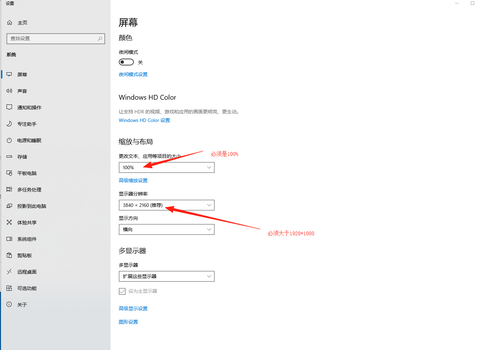 设置
主页
查找设置
系统
屏幕
声音
通知和操作
专注助手
电源和睡眠
存储
平板电脑
多任务处理
投影到此电脑
体验共享
系统组件
剪贴板
远程桌面
可选功能
关于
屏幕
颜色
夜间模式
关
夜间模式设置
Windows HD Color
让支持 HDR 的视频、游戏和应用的画面更明亮、更生动。
Windows HD Color 设置
缩放与布局
更改文本、应用等项目的大小
必须是100%
100%
高级缩放设置
显示器分辨率
3840 × 2160 (推荐)
显示方向
横向
必须大于1920*1080
多显示器
多显示器
扩展这些显示器
设为主显示器
高级显示设置
图形设置